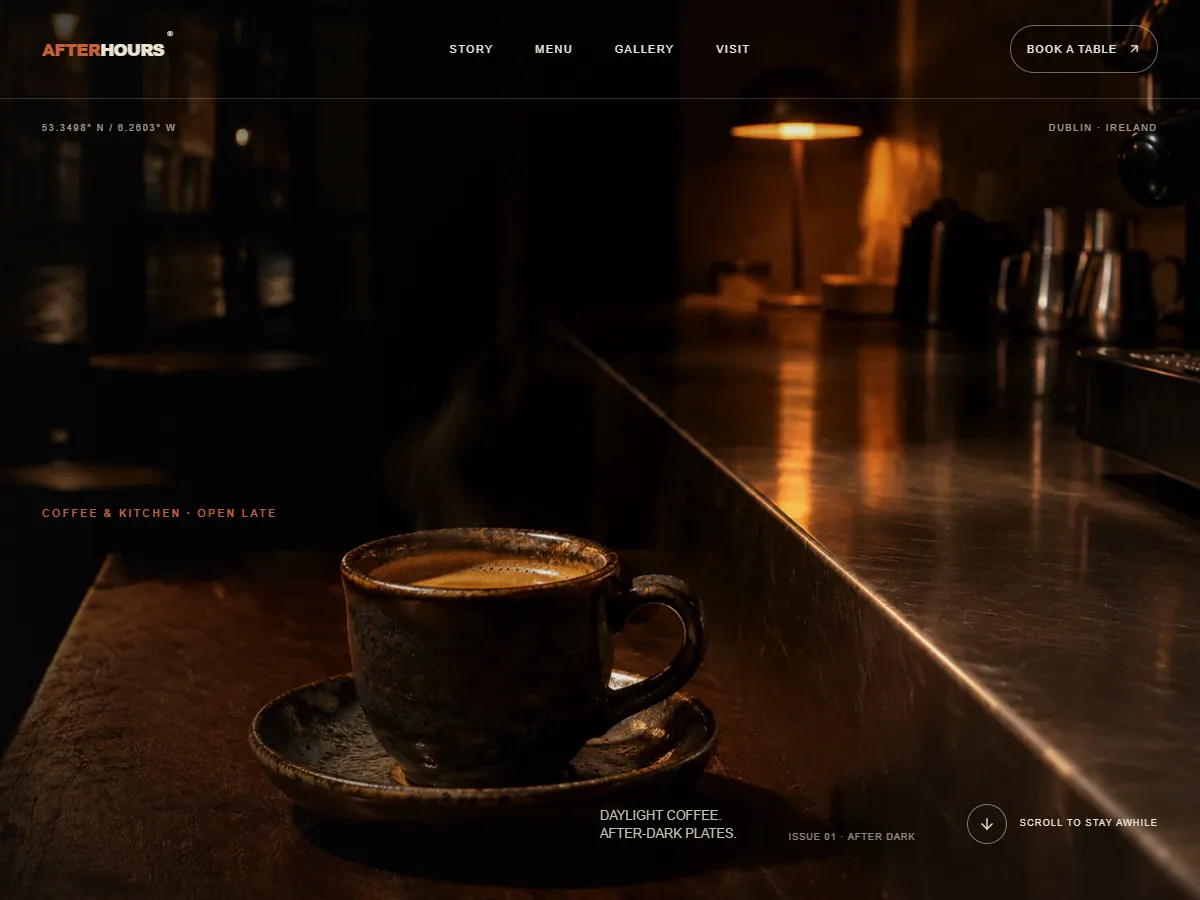 AFTERHOURS®
STORY
MENU
GALLERY
VISIT
BOOK A TABLE
53.3498° N / 6.2603° W
DUBLIN · IRELAND
COFFEE & KITCHEN · OPEN LATE
DAYLIGHT COFFEE.
AFTER-DARK PLATES.
ISSUE 01 · AFTER DARK
SCROLL TO STAY AWHILE